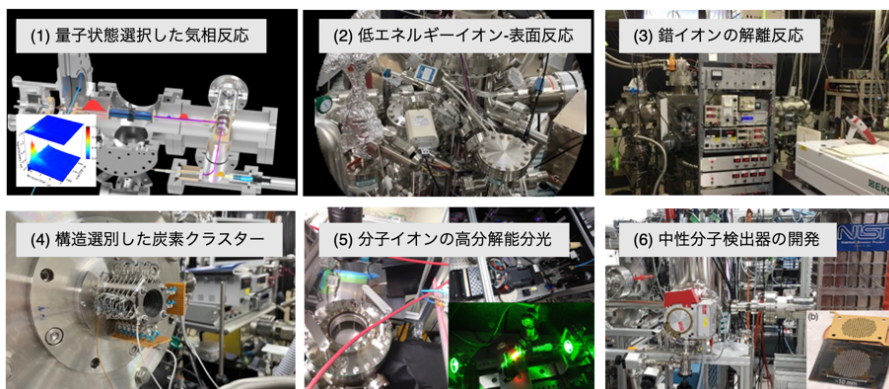 (1) 量子状態選択した気相反応
(2) 低エネルギーイオン-表面反応
(3) 錯イオンの解離反応
(4) 構造選別した炭素クラスター
(5) 分子イオンの高分解能分光
(6) 中性分子検出器の開発
NIST
(b)